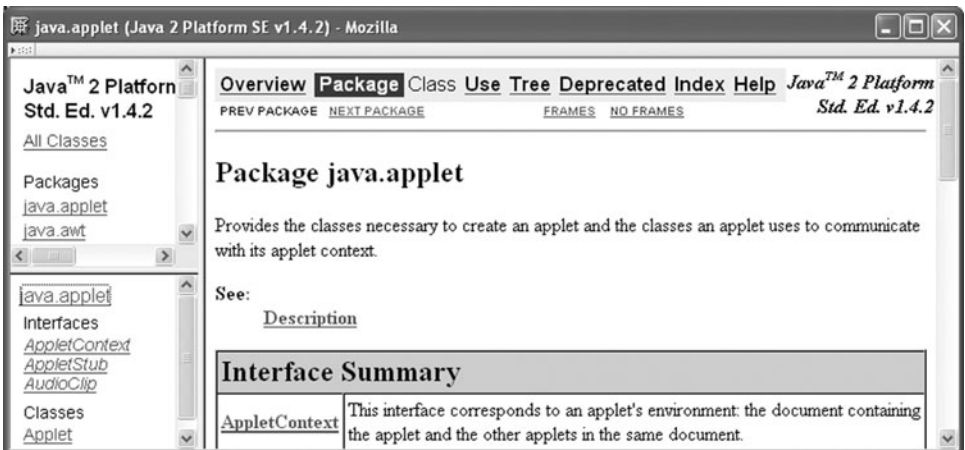 java.applet (Java 2 Platform SE v1.4.2) - Mozilla
Java™ 2 Platform
Std. Ed. v1.4.2
All Classes
Packages
java.applet
java.awt
java.applet
Interfaces
AppletContext
AppletStub
AudioClip
Classes
Applet
Overview Package Class Use Tree Deprecated Index Help
Java™ 2 Platform
Std. Ed. v1.4.2
PREV PACKAGE NEXT PACKAGE FRAMES NO FRAMES
Package java.applet
Provides the classes necessary to create an applet and the classes an applet uses to communicate
with its applet context.
See:
Description
Interface Summary
AppletContext
This interface corresponds to an applet's environment: the document containing
the applet and the other applets in the same document.